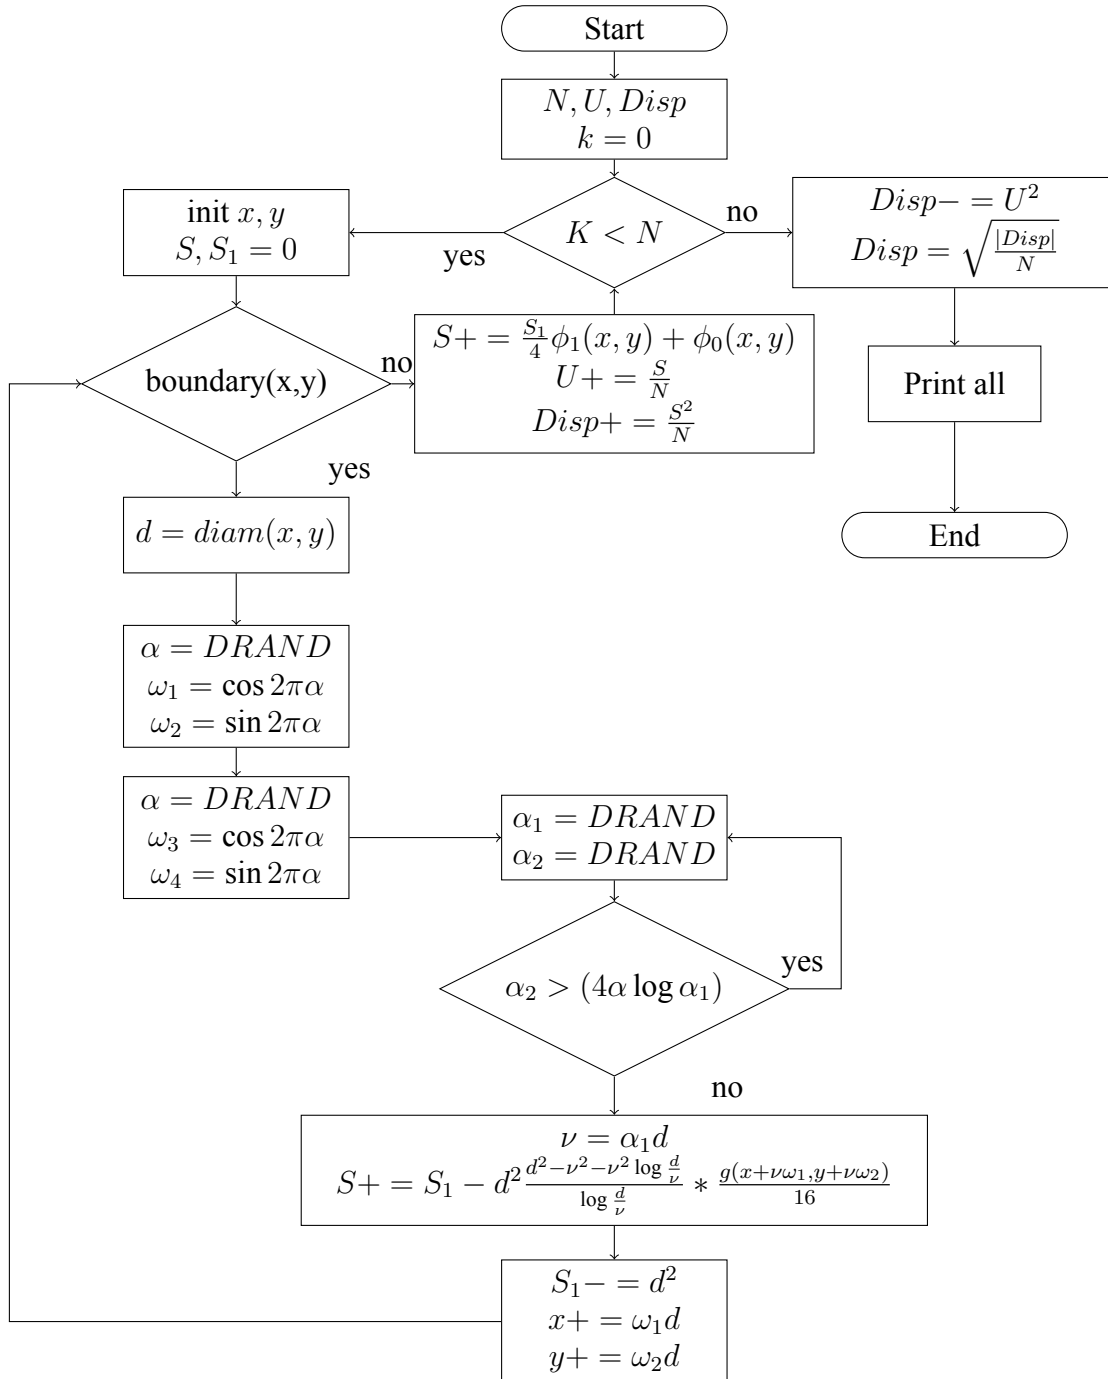 Start
N, U, Disp
k = 0
K < N
yes
no
init x, y
S, S₁ = 0
Disp− = U²
Disp = √(|Disp|/N)
Print all
End
boundary(x,y)
no
yes
S+ = S₁/4 ϕ₁(x, y) + ϕ₀(x, y)
U+ = S/N
Disp+ = S²/N
d = diam(x, y)
α = DRAND
ω₁ = cos 2πα
ω₂ = sin 2πα
α = DRAND
ω₃ = cos 2πα
ω₄ = sin 2πα
α₁ = DRAND
α₂ = DRAND
α₂ > (4α log α₁)
yes
no
ν = α₁d
S+ = S₁ − d² (d²−ν²−ν² log d/ν)/(log d/ν) ∗ g(x+νω₁,y+νω₂)/16
S₁− = d²
x+ = ω₁d
y+ = ω₂d